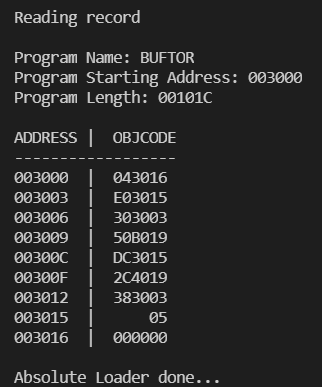 Reading record
Program Name: BUFTOR
Program Starting Address: 003000
Program Length: 00101C
ADDRESS | OBJCODE
------------------
003000 | 043016
003003 | E03015
003006 | 303003
003009 | 50B019
00300C | DC3015
00300F | 2C4019
003012 | 383003
003015 | 05
003016 | 000000
Absolute Loader done...